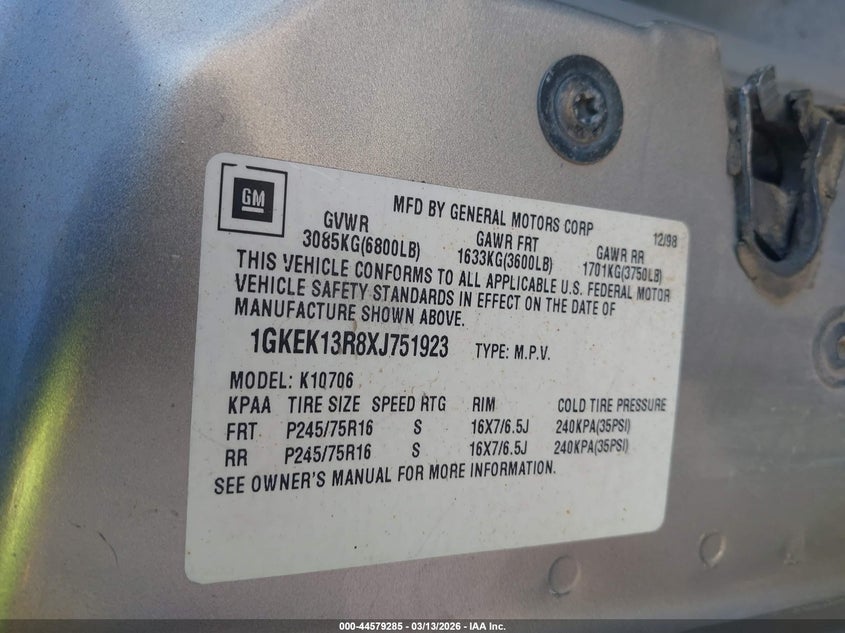 GM
MFD BY GENERAL MOTORS CORP 12/98
GVWR GAWR FRT GAWR RR
3085KG(6800LB) 1633KG(3600LB) 1701KG(3750LB)
THIS VEHICLE CONFORMS TO ALL APPLICABLE U.S. FEDERAL MOTOR
VEHICLE SAFETY STANDARDS IN EFFECT ON THE DATE OF
MANUFACTURE SHOWN ABOVE.
1GKEK13R8XJ751923 TYPE: M.P.V.
MODEL: K10706
KPAA TIRE SIZE SPEED RTG RIM COLD TIRE PRESSURE
FRT P245/75R16 S 16X7/6.5J 240KPA(35PSI)
RR P245/75R16 S 16X7/6.5J 240KPA(35PSI)
SEE OWNER'S MANUAL FOR MORE INFORMATION.
000-44579285 - 03/13/2026 - IAA Inc.